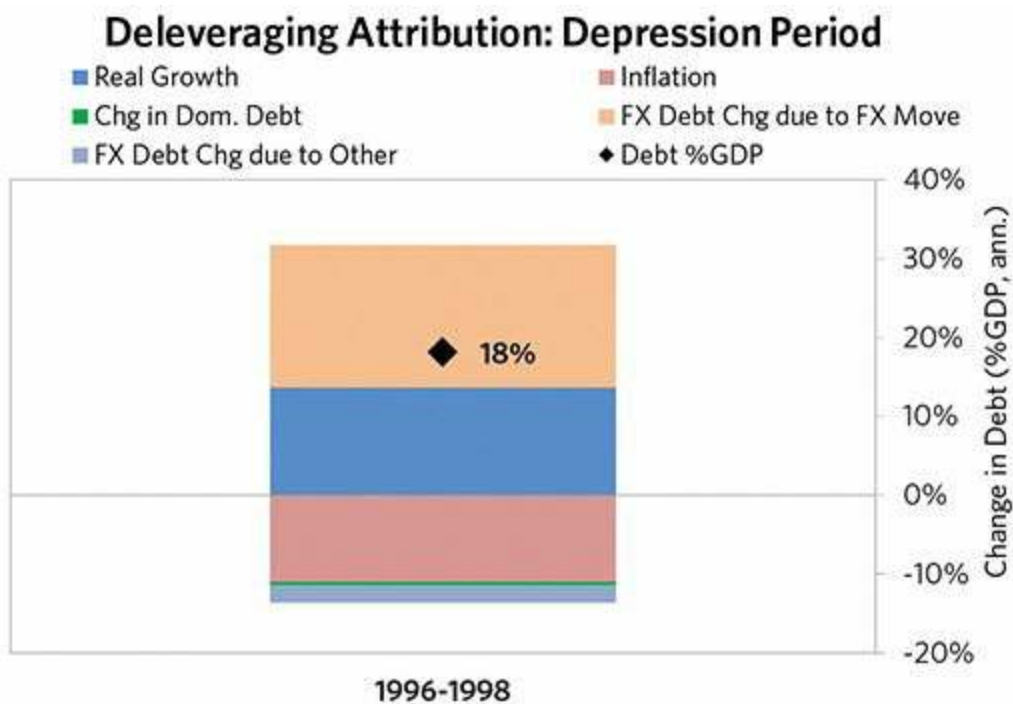 Deleveraging Attribution: Depression Period
Real Growth
Inflation
Chg in Dom. Debt
FX Debt Chg due to FX Move
FX Debt Chg due to Other
Debt %GDP
40%
30%
20%
10%
0%
-10%
-20%
Change in Debt (%GDP, ann.)
18%
1996-1998